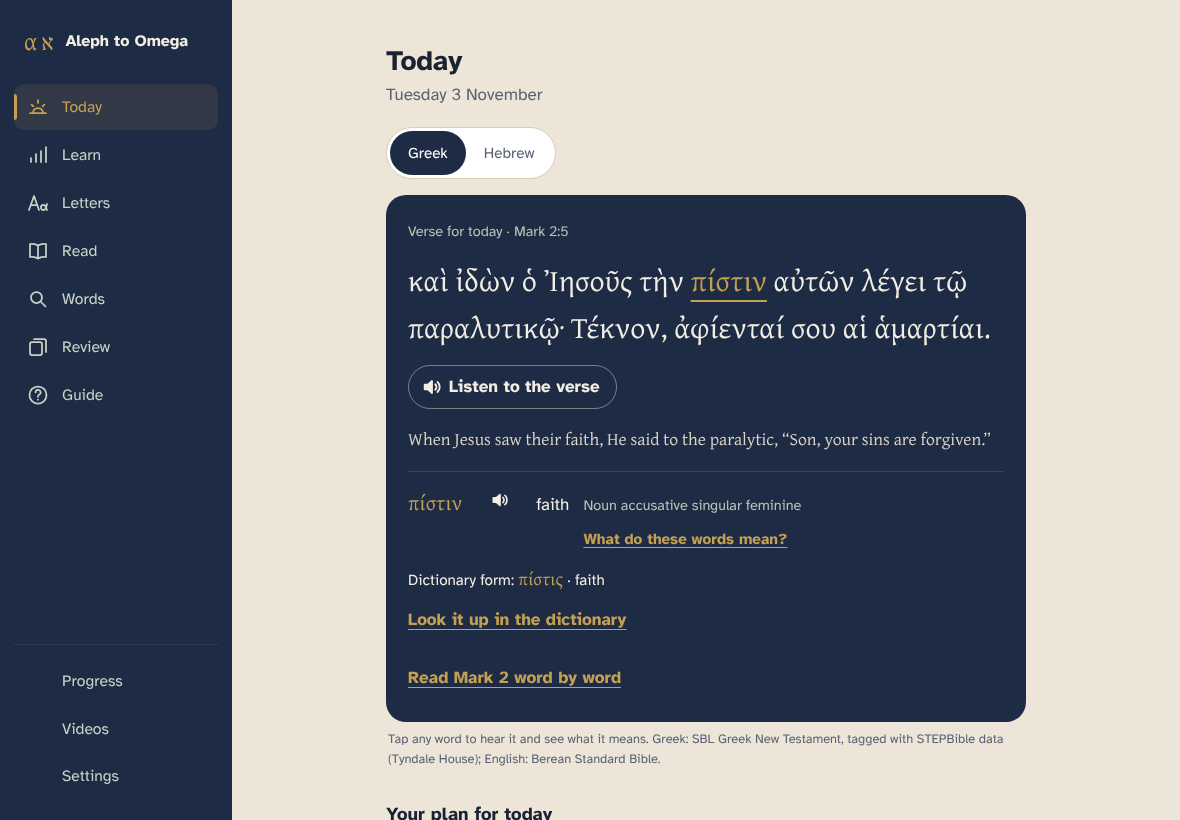 α א Aleph to Omega
Today
Learn
Letters
Read
Words
Review
Guide
Progress
Videos
Settings
Today
Tuesday 3 November
Greek Hebrew
Verse for today · Mark 2:5
καὶ ἰδὼν ὁ Ἰησοῦς τὴν πίστιν αὐτῶν λέγει τῷ
παραλυτικῷ· Τέκνον, ἀφίενταί σου αἱ ἁμαρτίαι.
Listen to the verse
When Jesus saw their faith, He said to the paralytic, “Son, your sins are forgiven.”
πίστιν faith Noun accusative singular feminine
What do these words mean?
Dictionary form: πίστις · faith
Look it up in the dictionary
Read Mark 2 word by word
Tap any word to hear it and see what it means. Greek: SBL Greek New Testament, tagged with STEPBible data
(Tyndale House); English: Berean Standard Bible.
Your plan for today